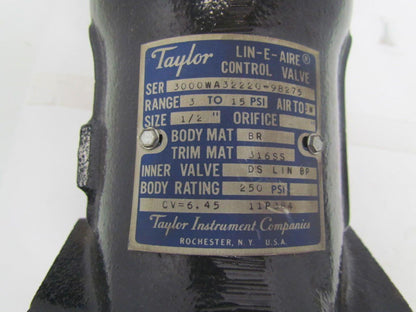 Taylor LIN-E-AIRE®
CONTROL VALVE
SER 3000WA32220-98275
RANGE 3 TO 15 PSI AIR TO
SIZE 1/2" ORIFICE
BODY MAT BR
TRIM MAT 316SS
INNER VALVE DS LIN BP
BODY RATING 250 PSI
CV=6.45
Taylor Instrument Companies
ROCHESTER, N.Y. U.S.A.